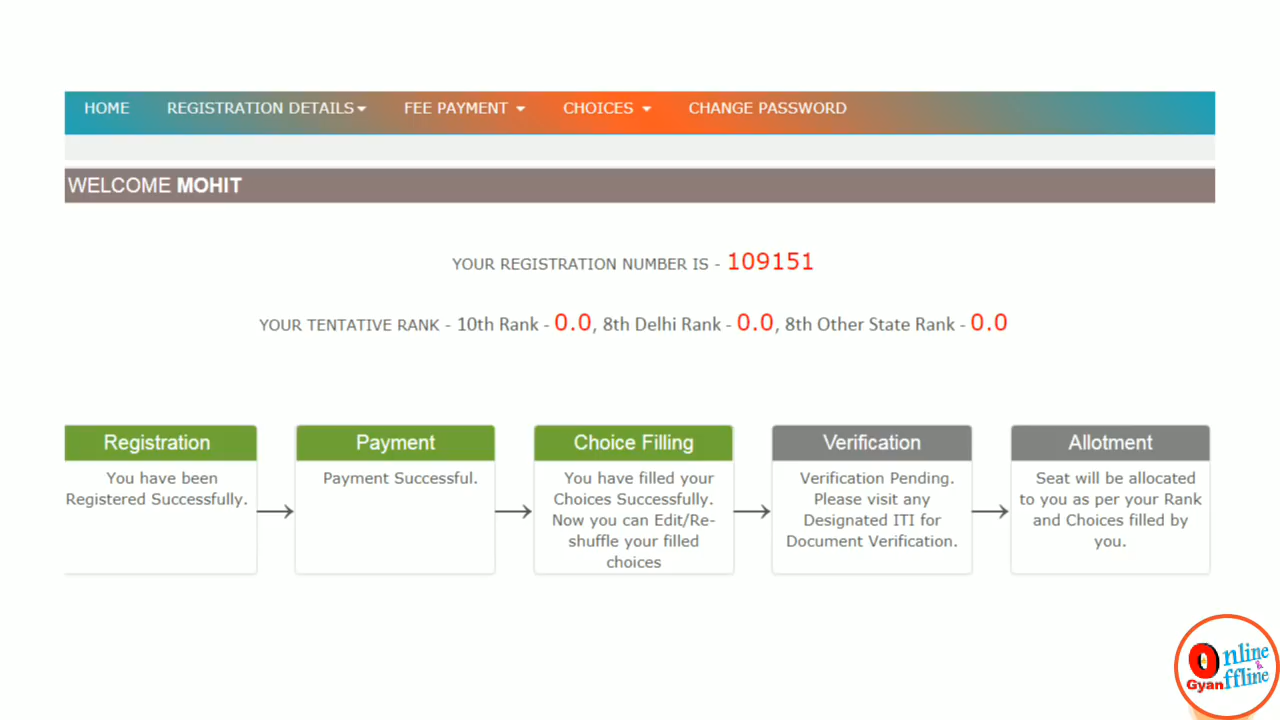 HOME REGISTRATION DETAILS FEE PAYMENT CHOICES CHANGE PASSWORD
WELCOME MOHIT
YOUR REGISTRATION NUMBER IS - 109151
YOUR TENTATIVE RANK - 10th Rank - 0.0, 8th Delhi Rank - 0.0, 8th Other State Rank - 0.0
Registration
You have been
Registered Successfully.
Payment
Payment Successful.
Choice Filling
You have filled your
Choices Successfully.
Now you can Edit/Re-
shuffle your filled
choices
Verification
Verification Pending.
Please visit any
Designated ITI for
Document Verification.
Allotment
Seat will be allocated
to you as per your Rank
and Choices filled by
you.
Online
&
ffline
Gyan